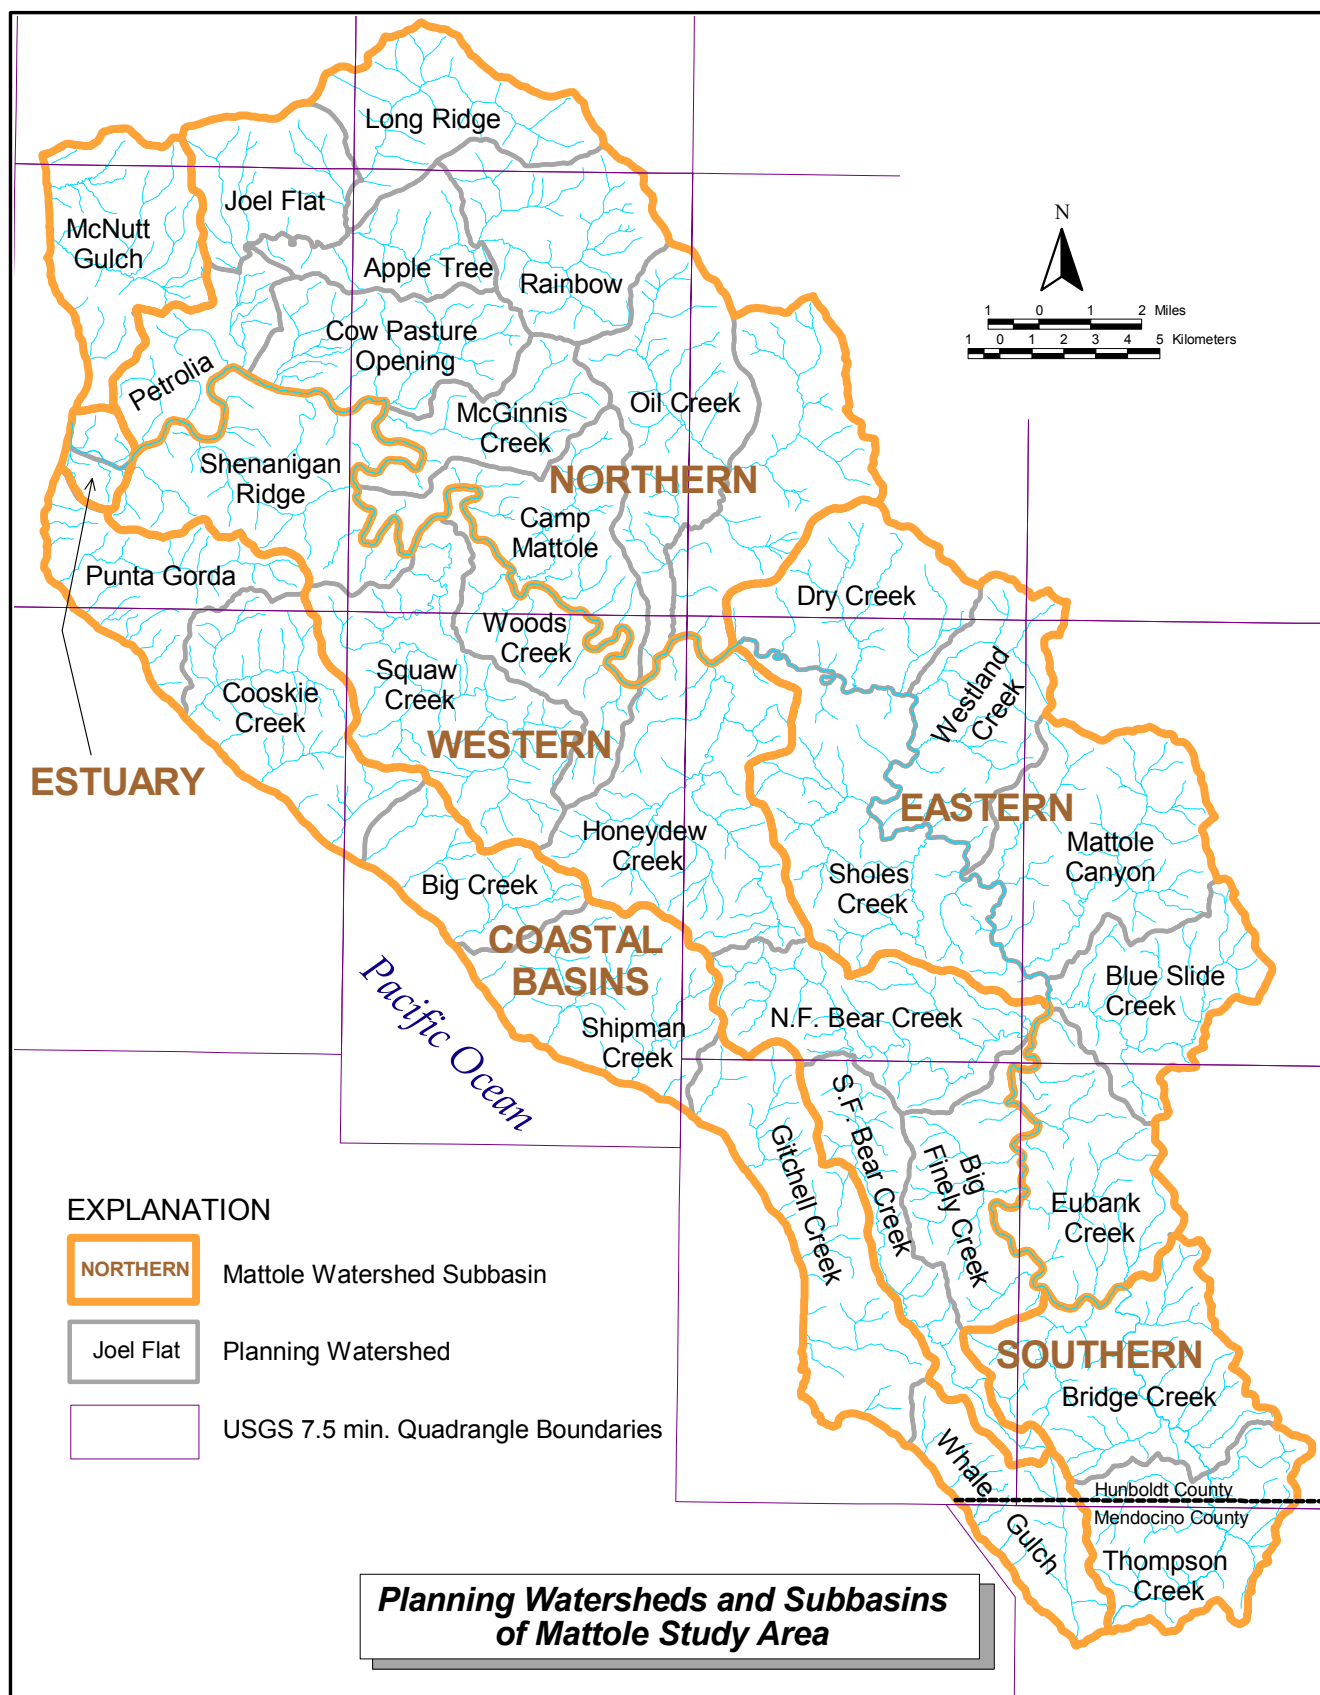 Long Ridge
Joel Flat
McNutt
Gulch
Apple Tree
Rainbow
N
1 0 1 2 Miles
1 0 1 2 3 4 5 Kilometers
Cow Pasture
Opening
Petrolia
Oil Creek
McGinnis
Creek
Shenanigan
Ridge
NORTHERN
Camp
Mattole
Punta Gorda
Dry Creek
Woods
Creek
Westland
Creek
Squaw
Creek
Cooskie
Creek
WESTERN
ESTUARY
EASTERN
Honeydew
Creek
Mattole
Canyon
Sholes
Creek
Big Creek
COASTAL
BASINS
Pacific Ocean
Blue Slide
Creek
N.F. Bear Creek
Shipman
Creek
S.F. Bear Creek
Gitchell Creek
Big
Finely Creek
Eubank
Creek
EXPLANATION
NORTHERN
Mattole Watershed Subbasin
Joel Flat
Planning Watershed
USGS 7.5 min. Quadrangle Boundaries
SOUTHERN
Bridge Creek
Whale
Gulch
Hunboldt County
Mendocino County
Thompson
Creek
Planning Watersheds and Subbasins
of Mattole Study Area